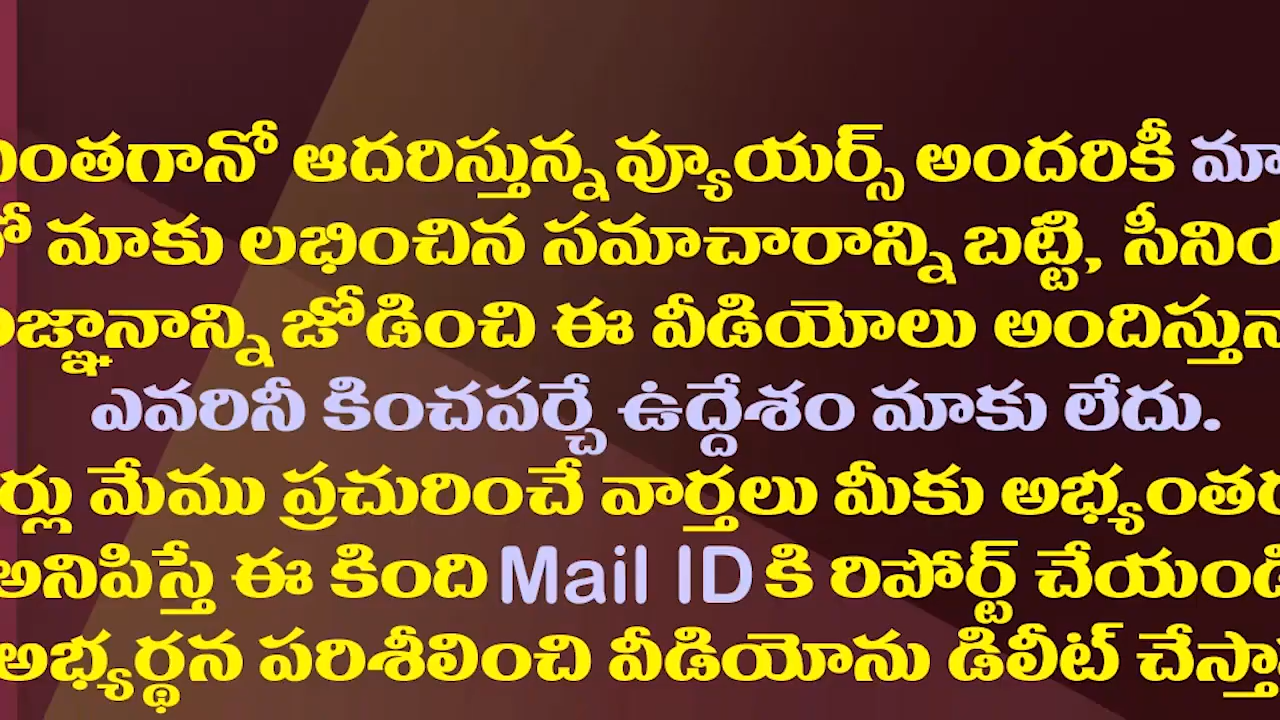 ఎంతగానో ఆదరిస్తున్న వ్యూయర్స్ అందరికీ మా
మాకు లభించిన సమాచారాన్ని బట్టి, సీనియ
జ్ఞానాన్ని జోడించి ఈ వీడియోలు అందిస్తున
ఎవరినీ కించపర్చే ఉద్దేశం మాకు లేదు.
ర్లు మేము ప్రచురించే వార్తలు మీకు అభ్యంతర
అనిపిస్తే ఈ కింది Mail ID కి రిపోర్ట్ చేయండి
అభ్యర్థన పరిశీలించి వీడియోను డిలీట్ చేస్తా